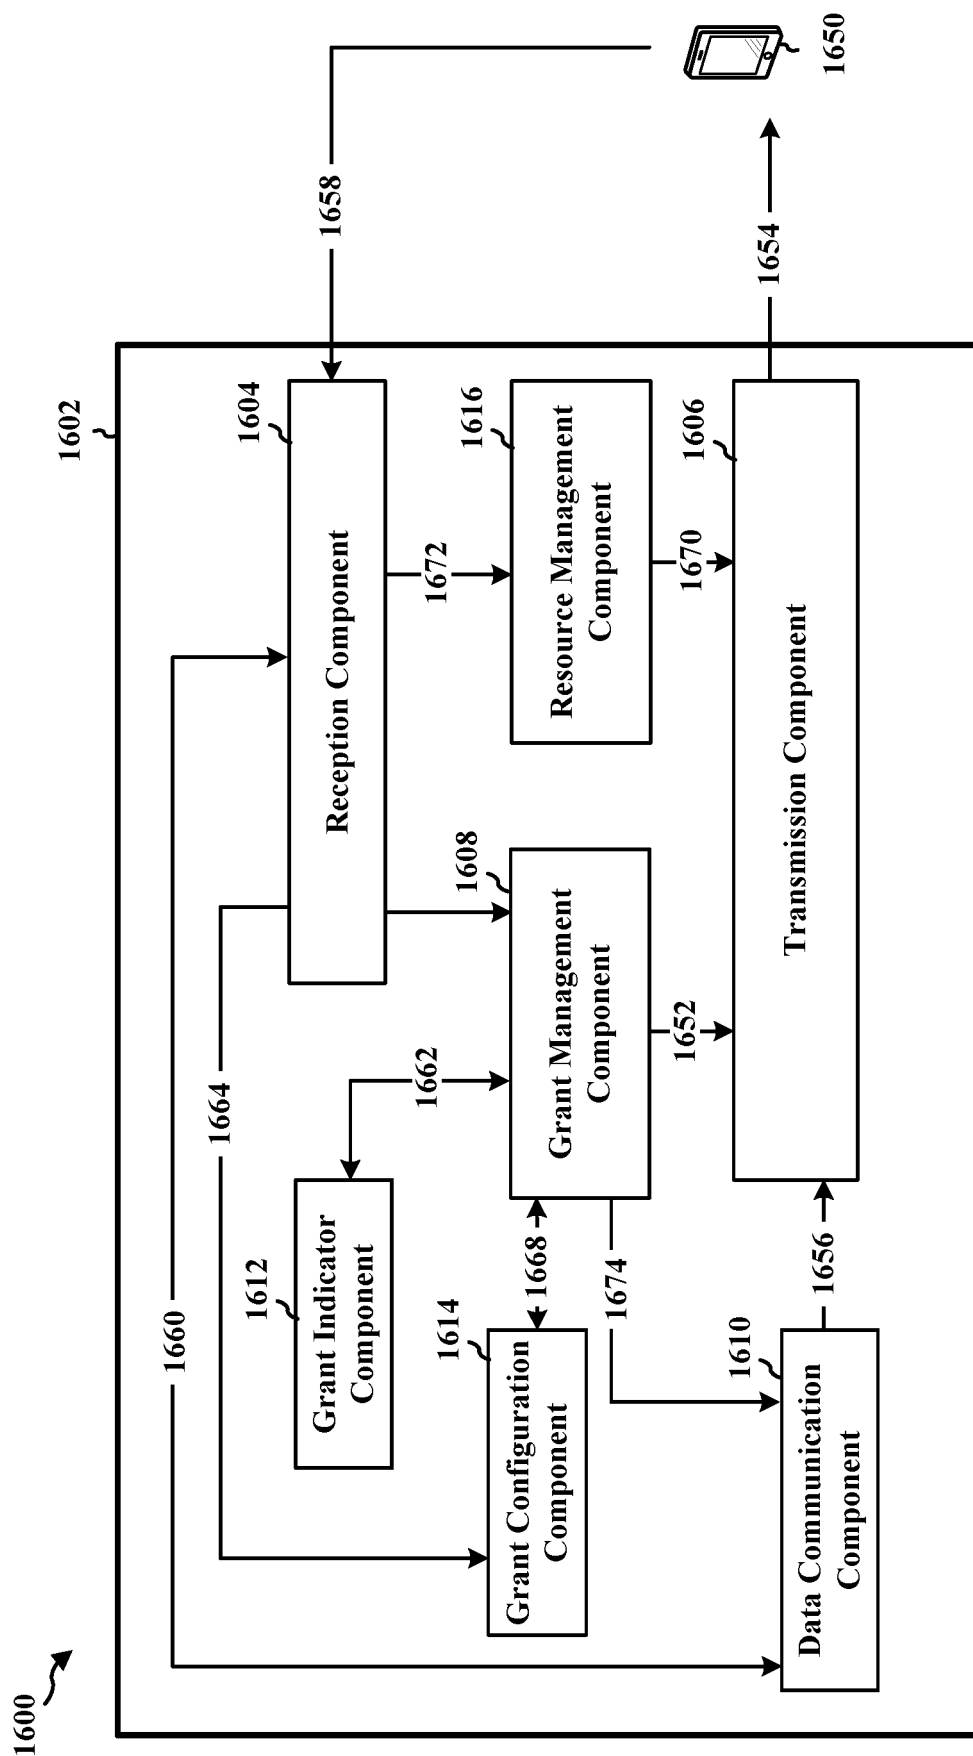 1600
1602
1660
1664
1658
1604
Reception Component
1612
Grant Indicator
Component
1662
1672
1614
Grant Configuration
Component
1668
1608
Grant Management
Component
1616
Resource Management
Component
1674
1652
1670
1610
Data Communication
Component
1656
1606
Transmission Component
1654
1650